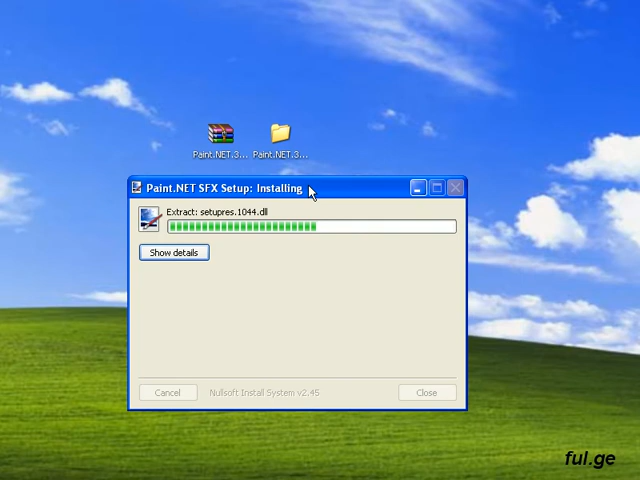 Paint.NET.3... Paint.NET.3...
Paint.NET SFX Setup: Installing
Extract: setupres.1044.dll
Show details
Cancel Nullsoft Install System v2.45 Close
ful.ge